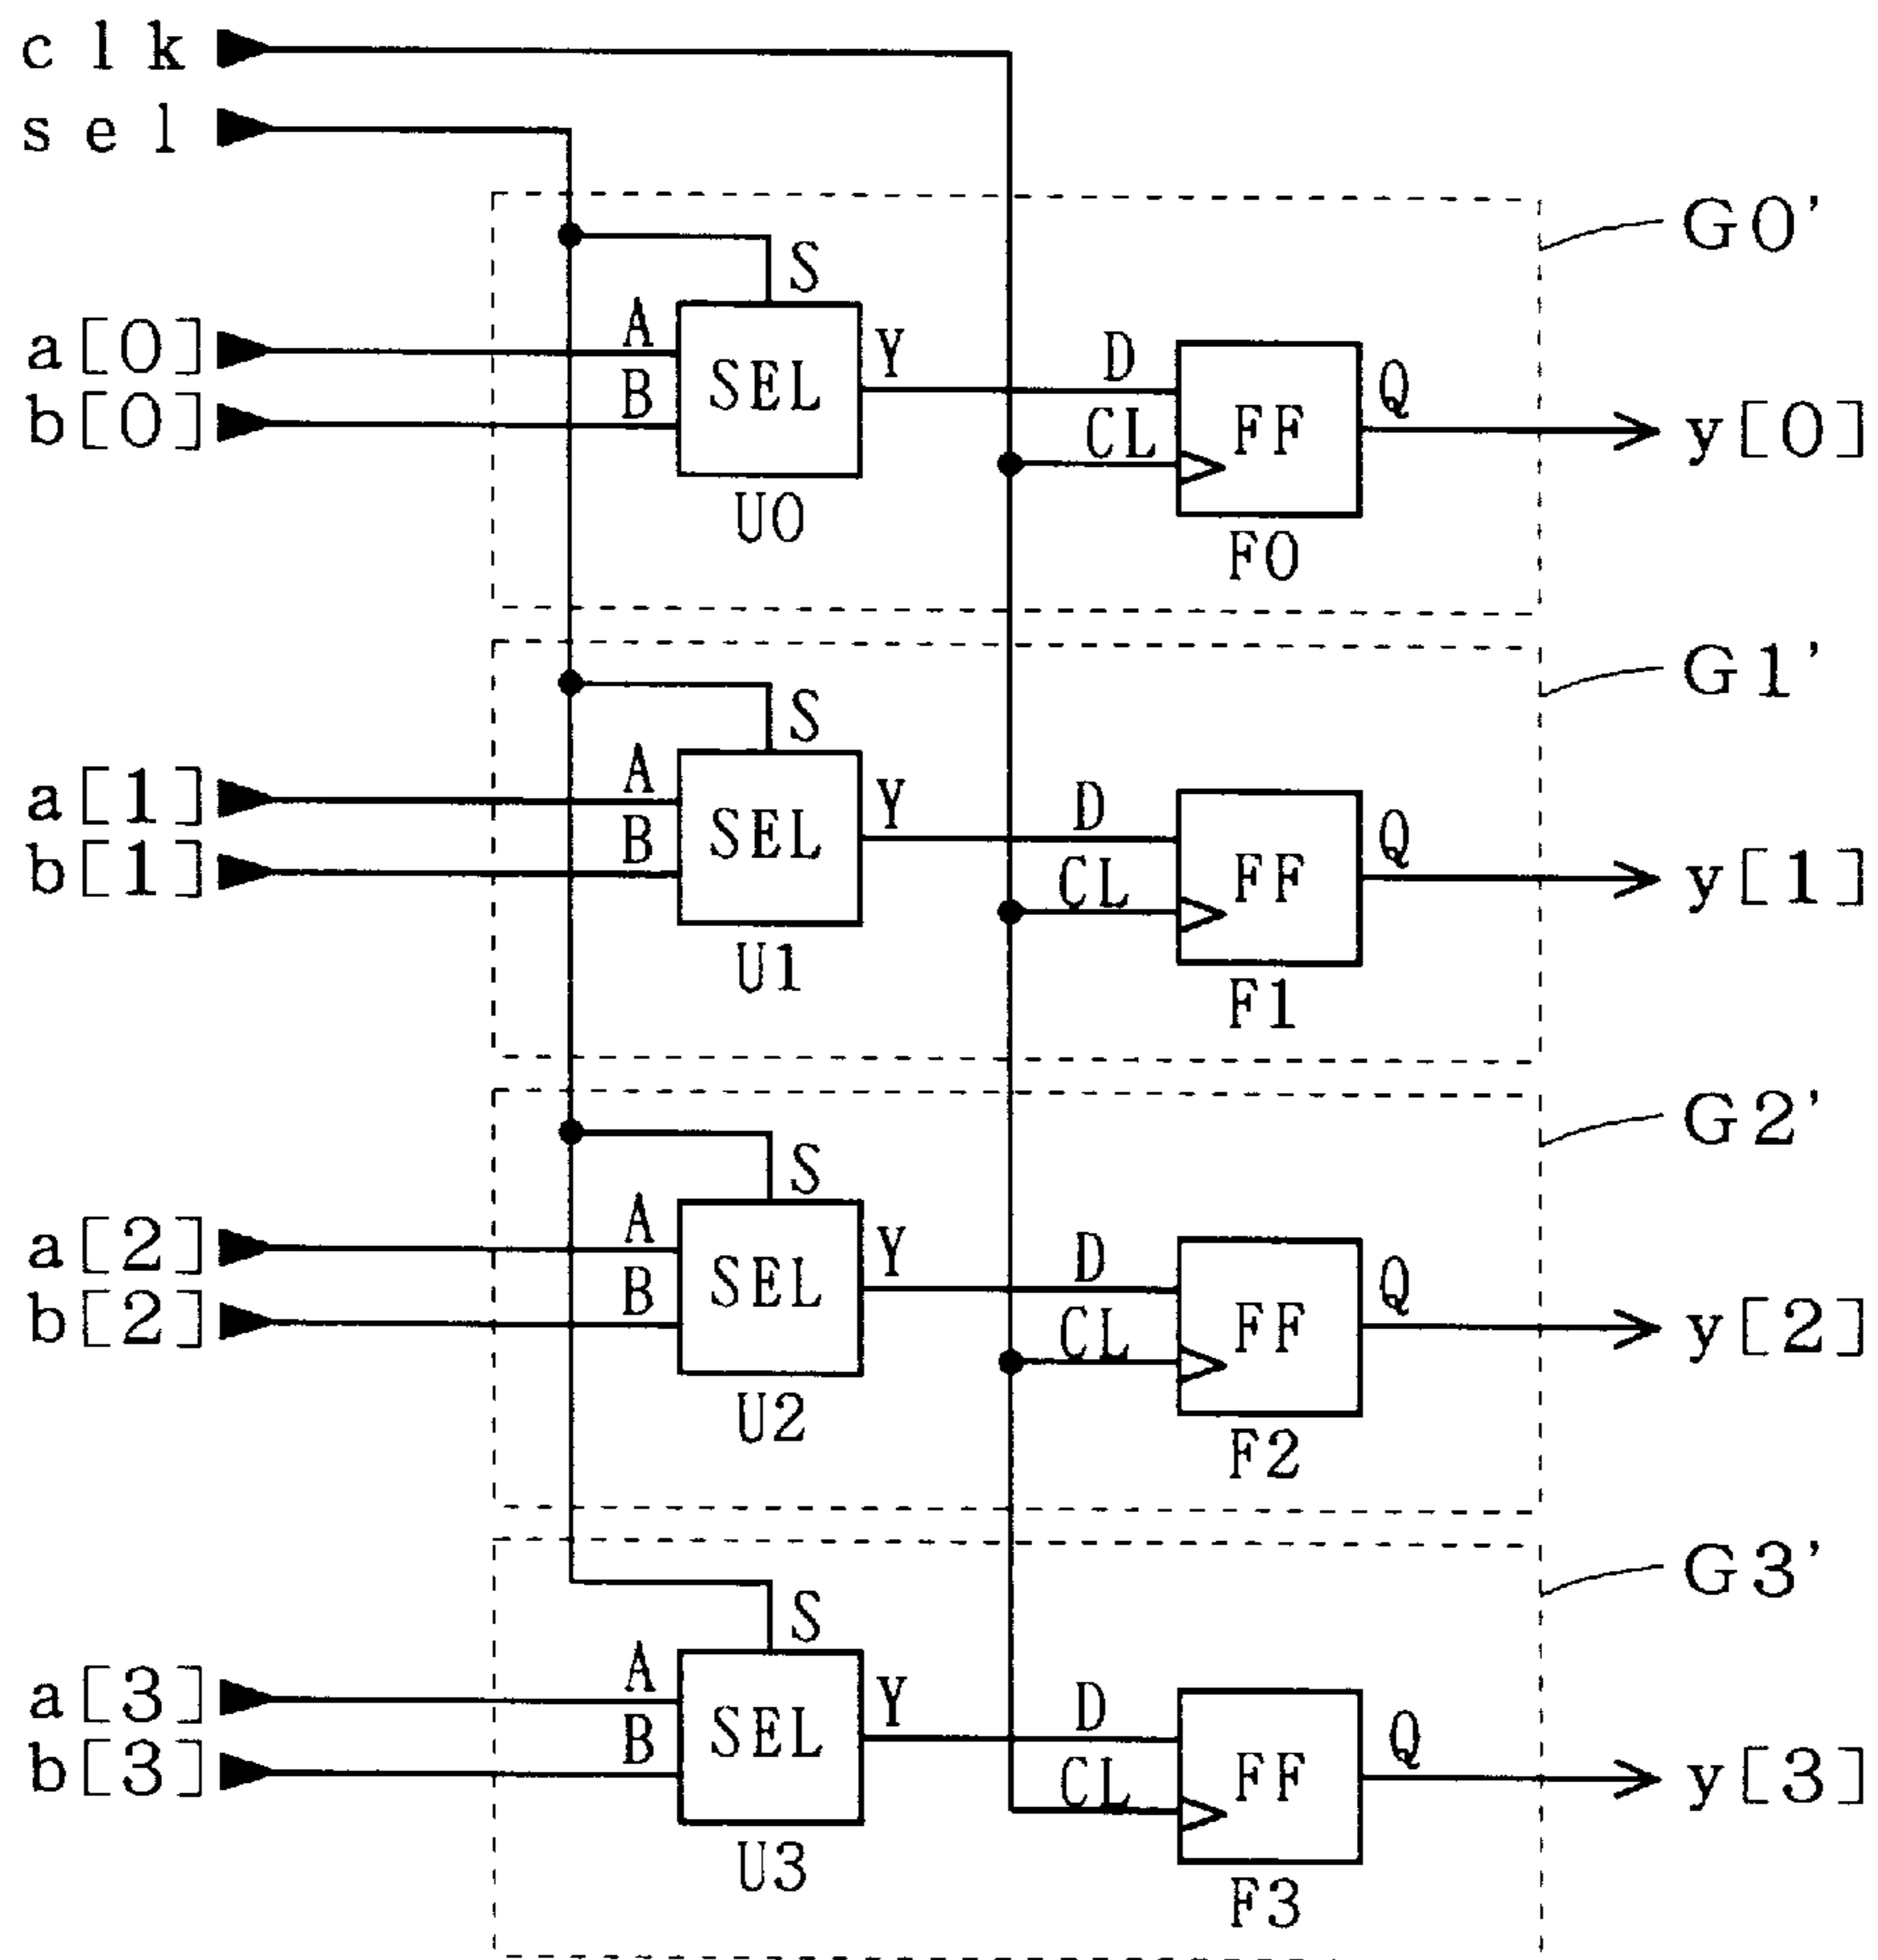 clk
sel
G0'
S
a[0] A Y D Q
b[0] B SEL CL FF y[0]
U0 F0
G1'
S
a[1] A Y D Q
b[1] B SEL CL FF y[1]
U1 F1
G2'
S
a[2] A Y D Q
b[2] B SEL CL FF y[2]
U2 F2
G3'
S
a[3] A Y D Q
b[3] B SEL CL FF y[3]
U3 F3